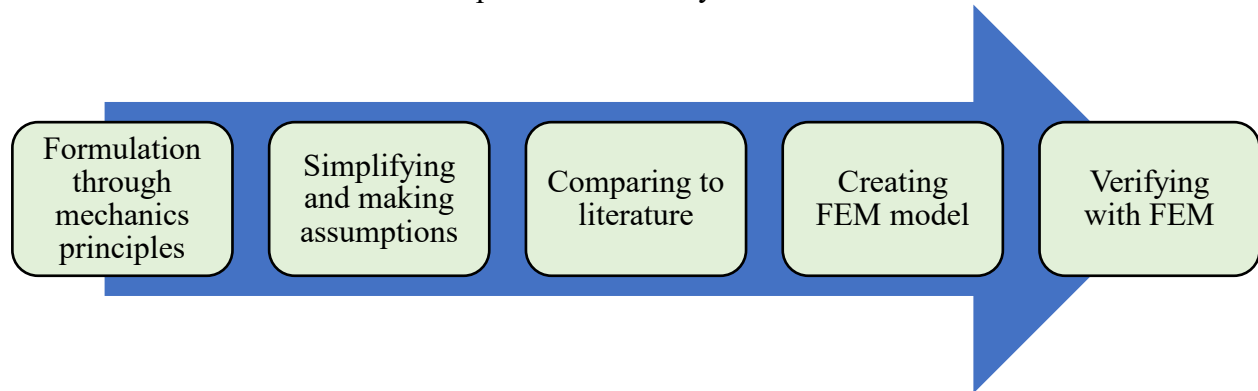 Formulation
through
mechanics
principles
Simplifying
and making
assumptions
Comparing to
literature
Creating
FEM model
Verifying
with FEM